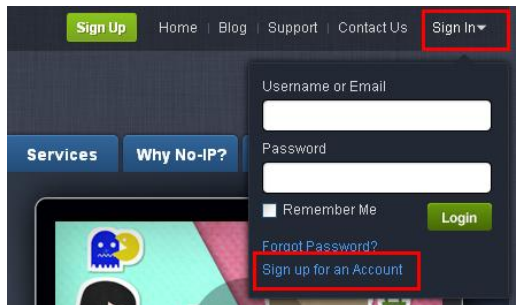 Sign Up Home Blog Support Contact Us Sign In
Username or Email
Services Why No-IP?
Password
Remember Me Login
Forgot Password?
Sign up for an Account